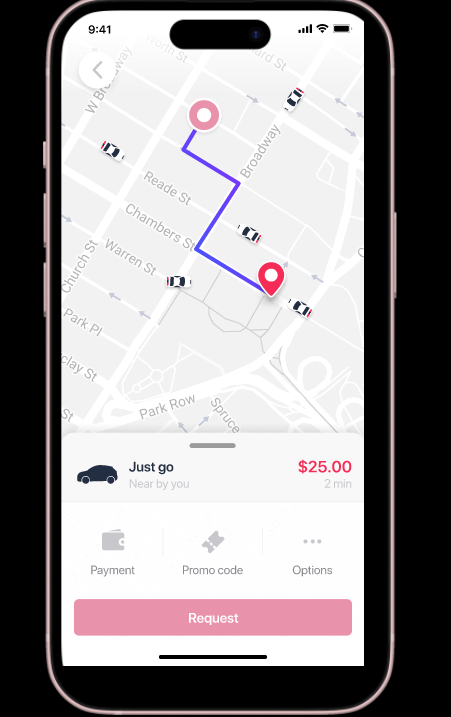 9:41
W Broadway
orth St
ard St
Broadway
Reade St
Chambers St
Warren St
Church St
Park Pl
clay St
St
Park Row
Spruce
Just go
$25.00
Near by you
2 min
Payment
Promo code
Options
Request